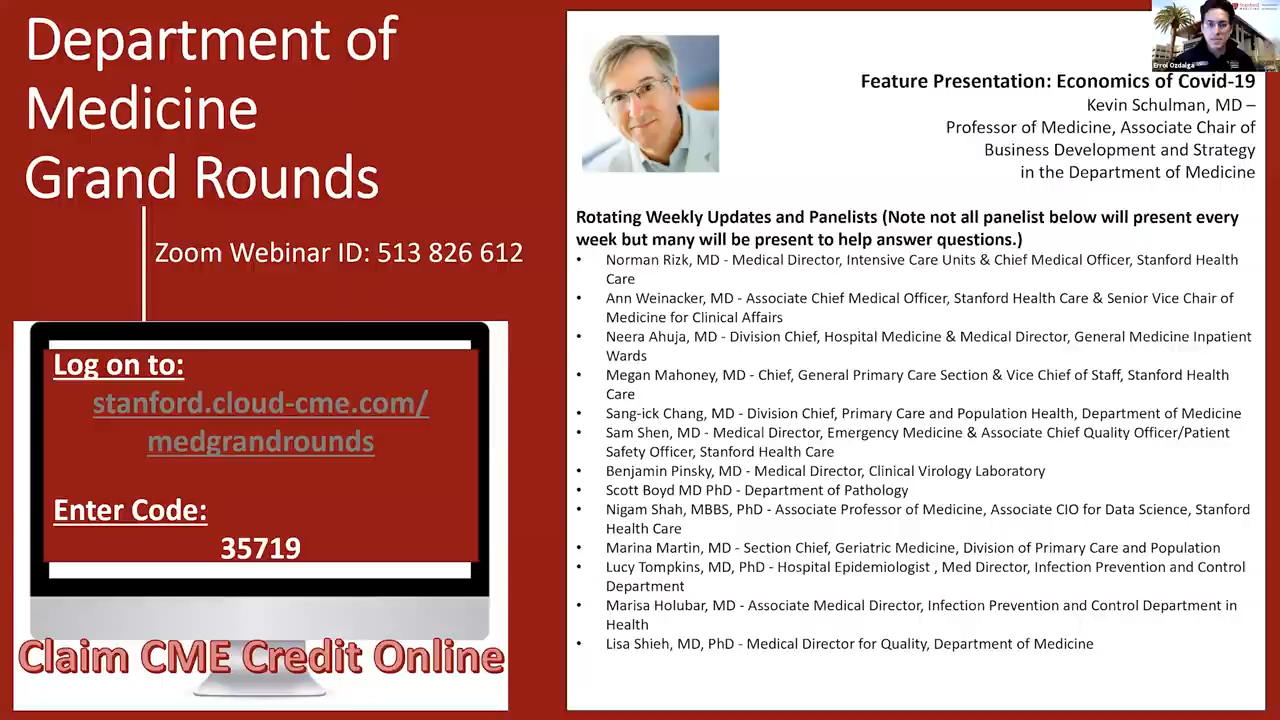 Department of
Medicine
Grand Rounds
Zoom Webinar ID: 513 826 612
Log on to:
stanford.cloud-cme.com/
medgrandrounds
Enter Code:
35719
Claim CME Credit Online
Errol Ozdalga
Feature Presentation: Economics of Covid-19
Kevin Schulman, MD –
Professor of Medicine, Associate Chair of
Business Development and Strategy
in the Department of Medicine
Rotating Weekly Updates and Panelists (Note not all panelist below will present every
week but many will be present to help answer questions.)
• Norman Rizk, MD - Medical Director, Intensive Care Units & Chief Medical Officer, Stanford Health
Care
• Ann Weinacker, MD - Associate Chief Medical Officer, Stanford Health Care & Senior Vice Chair of
Medicine for Clinical Affairs
• Neera Ahuja, MD - Division Chief, Hospital Medicine & Medical Director, General Medicine Inpatient
Wards
• Megan Mahoney, MD - Chief, General Primary Care Section & Vice Chief of Staff, Stanford Health
Care
• Sang-ick Chang, MD - Division Chief, Primary Care and Population Health, Department of Medicine
• Sam Shen, MD - Medical Director, Emergency Medicine & Associate Chief Quality Officer/Patient
Safety Officer, Stanford Health Care
• Benjamin Pinsky, MD - Medical Director, Clinical Virology Laboratory
• Scott Boyd MD PhD - Department of Pathology
• Nigam Shah, MBBS, PhD - Associate Professor of Medicine, Associate CIO for Data Science, Stanford
Health Care
• Marina Martin, MD - Section Chief, Geriatric Medicine, Division of Primary Care and Population
• Lucy Tompkins, MD, PhD - Hospital Epidemiologist , Med Director, Infection Prevention and Control
Department
• Marisa Holubar, MD - Associate Medical Director, Infection Prevention and Control Department in
Health
• Lisa Shieh, MD, PhD - Medical Director for Quality, Department of Medicine